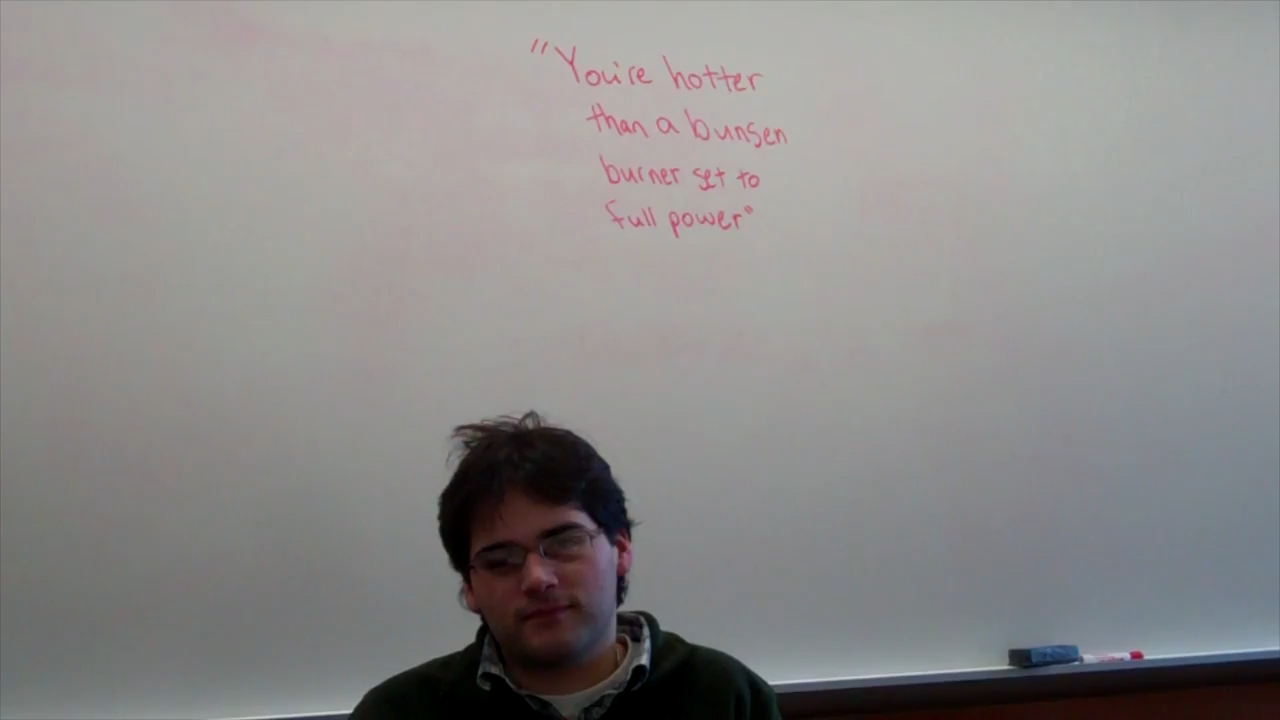 "You're hotter
than a bunsen
burner set to
full power"